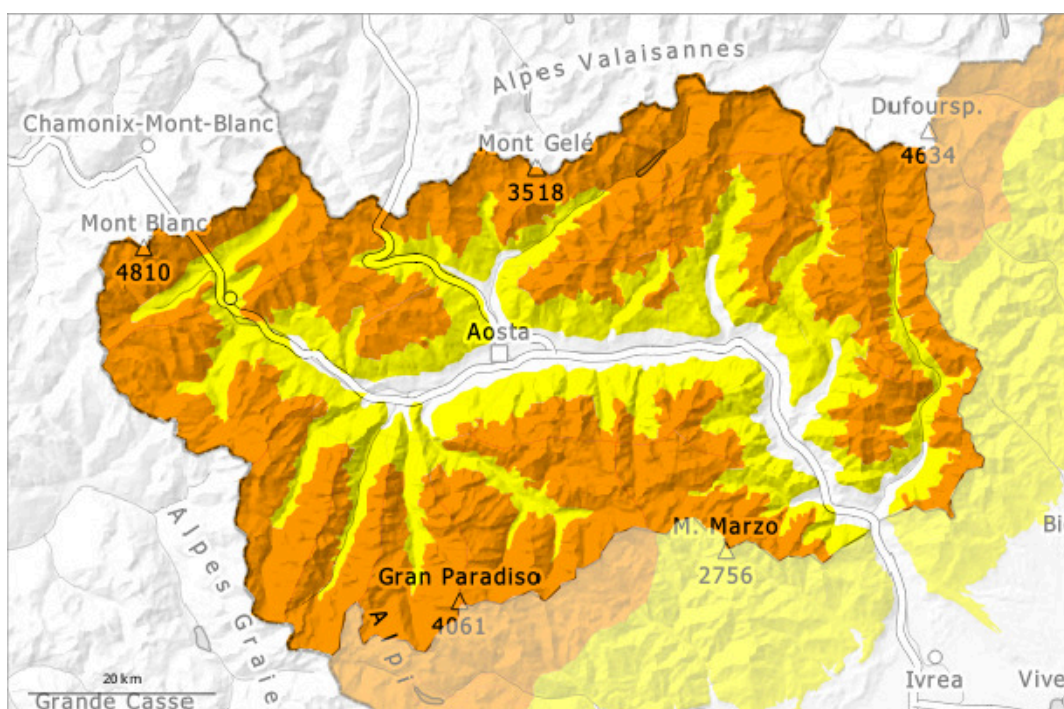 Alpes Valaisannes
Dufoursp.
4634
Chamonix-Mont-Blanc
Mont Gelé
3518
Mont Blanc
4810
Aosta
M. Marzo
2756
Bi
Gran Paradiso
4061
Alpi
Alpes Graie
20 km
Grande Casse
Ivrea
Vive